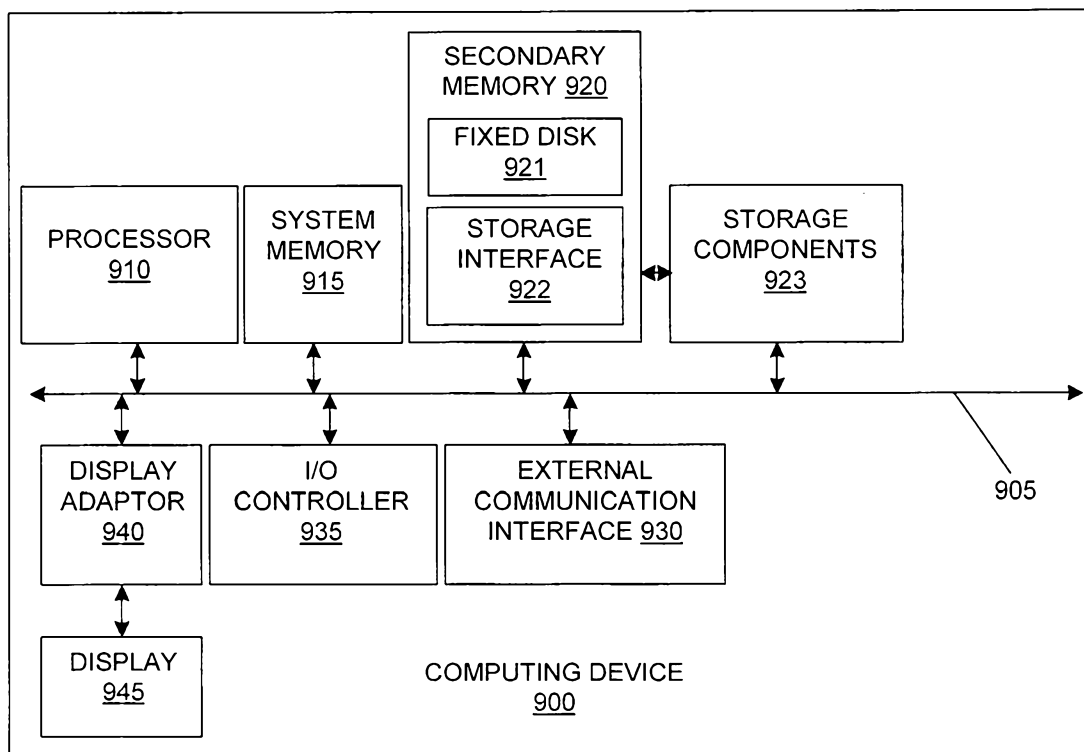 SECONDARY
MEMORY 920
FIXED DISK
921
STORAGE
INTERFACE
922
PROCESSOR
910
SYSTEM
MEMORY
915
STORAGE
COMPONENTS
923
DISPLAY
ADAPTOR
940
I/O
CONTROLLER
935
EXTERNAL
COMMUNICATION
INTERFACE 930
905
DISPLAY
945
COMPUTING DEVICE
900